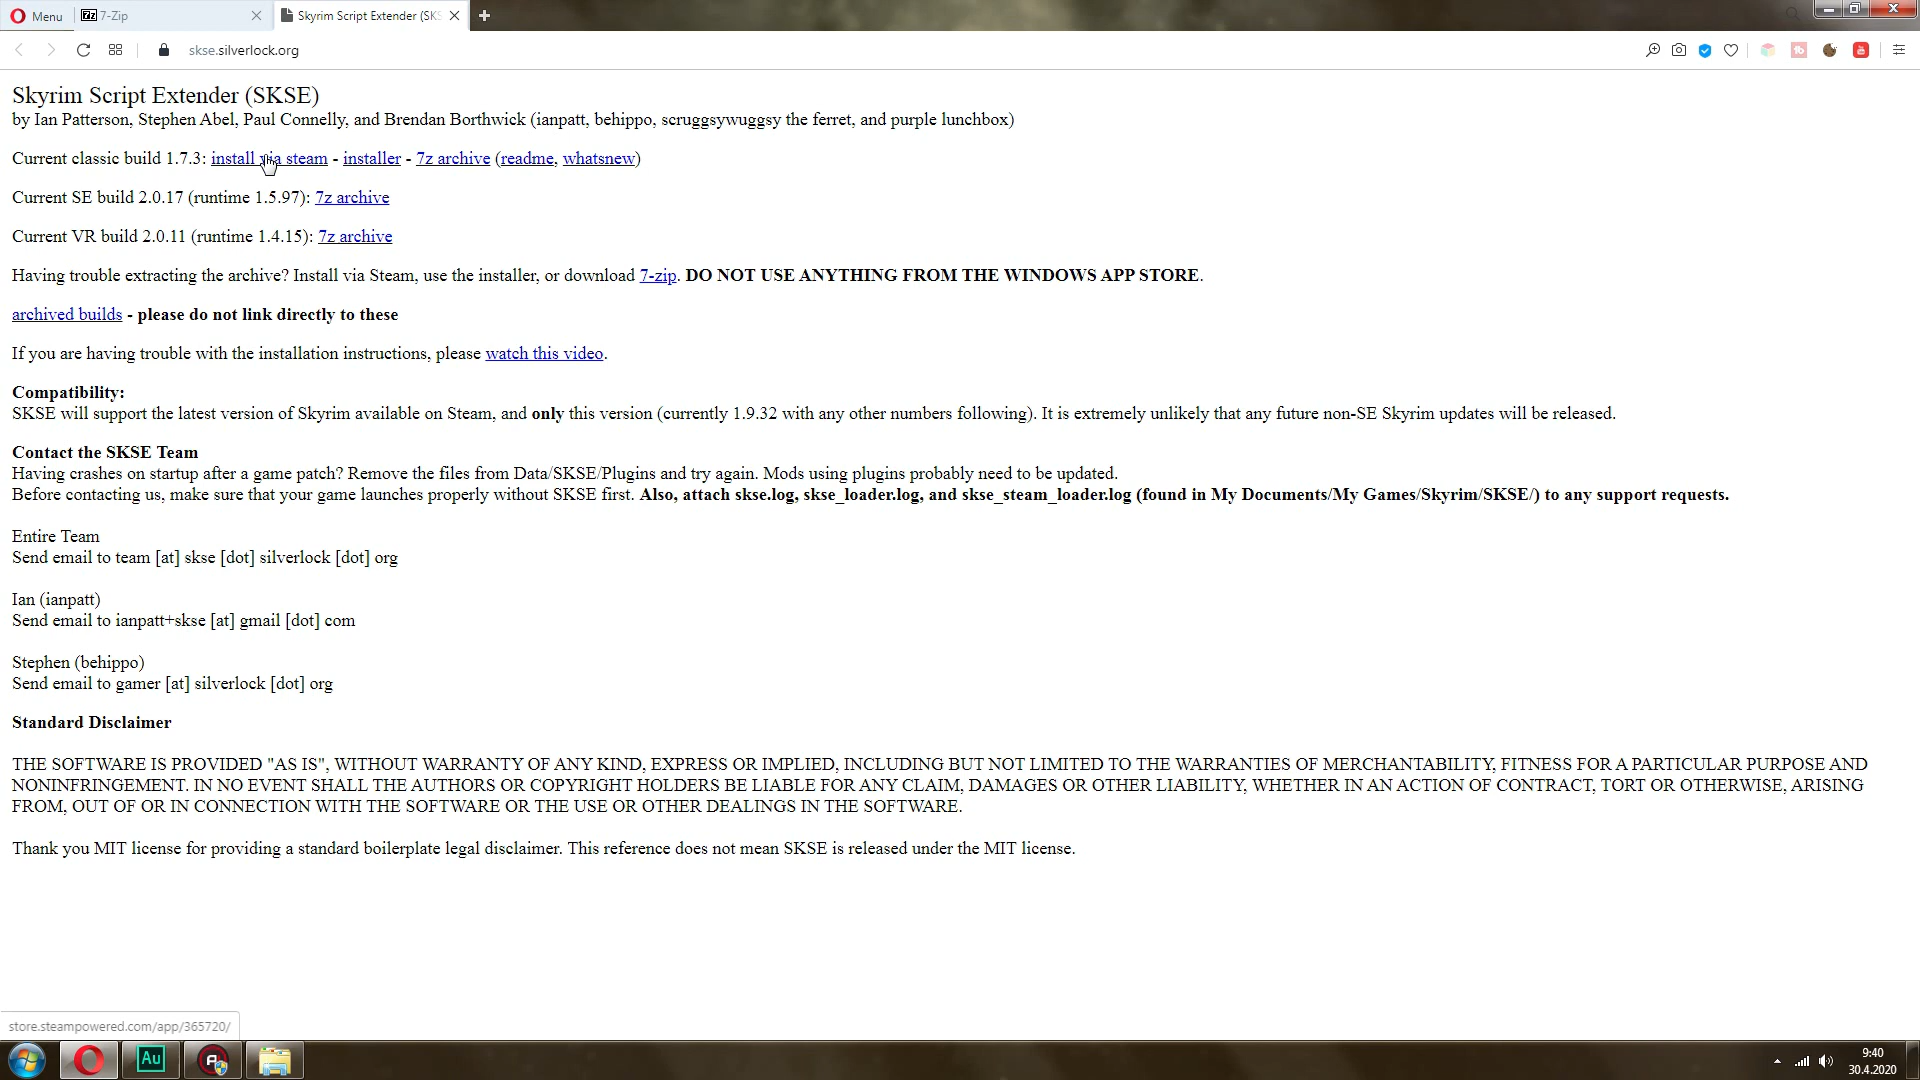 Menu
7-Zip
Skyrim Script Extender (SKS
skse.silverlock.org
Skyrim Script Extender (SKSE)
by Ian Patterson, Stephen Abel, Paul Connelly, and Brendan Borthwick (ianpatt, behippo, scruggsywuggsy the ferret, and purple lunchbox)
Current classic build 1.7.3: install via steam - installer - 7z archive (readme, whatsnew)
Current SE build 2.0.17 (runtime 1.5.97): 7z archive
Current VR build 2.0.11 (runtime 1.4.15): 7z archive
Having trouble extracting the archive? Install via Steam, use the installer, or download 7-zip. DO NOT USE ANYTHING FROM THE WINDOWS APP STORE.
archived builds - please do not link directly to these
If you are having trouble with the installation instructions, please watch this video.
Compatibility:
SKSE will support the latest version of Skyrim available on Steam, and only this version (currently 1.9.32 with any other numbers following). It is extremely unlikely that any future non-SE Skyrim updates will be released.
Contact the SKSE Team
Having crashes on startup after a game patch? Remove the files from Data/SKSE/Plugins and try again. Mods using plugins probably need to be updated.
Before contacting us, make sure that your game launches properly without SKSE first. Also, attach skse.log, skse_loader.log, and skse_steam_loader.log (found in My Documents/My Games/Skyrim/SKSE/) to any support requests.
Entire Team
Send email to team [at] skse [dot] silverlock [dot] org
Ian (ianpatt)
Send email to ianpatt+skse [at] gmail [dot] com
Stephen (behippo)
Send email to gamer [at] silverlock [dot] org
Standard Disclaimer
THE SOFTWARE IS PROVIDED "AS IS", WITHOUT WARRANTY OF ANY KIND, EXPRESS OR IMPLIED, INCLUDING BUT NOT LIMITED TO THE WARRANTIES OF MERCHANTABILITY, FITNESS FOR A PARTICULAR PURPOSE AND
NONINFRINGEMENT. IN NO EVENT SHALL THE AUTHORS OR COPYRIGHT HOLDERS BE LIABLE FOR ANY CLAIM, DAMAGES OR OTHER LIABILITY, WHETHER IN AN ACTION OF CONTRACT, TORT OR OTHERWISE, ARISING
FROM, OUT OF OR IN CONNECTION WITH THE SOFTWARE OR THE USE OR OTHER DEALINGS IN THE SOFTWARE.
Thank you MIT license for providing a standard boilerplate legal disclaimer. This reference does not mean SKSE is released under the MIT license.
store.steampowered.com/app/365720/
Au
9:40
30.4.2020